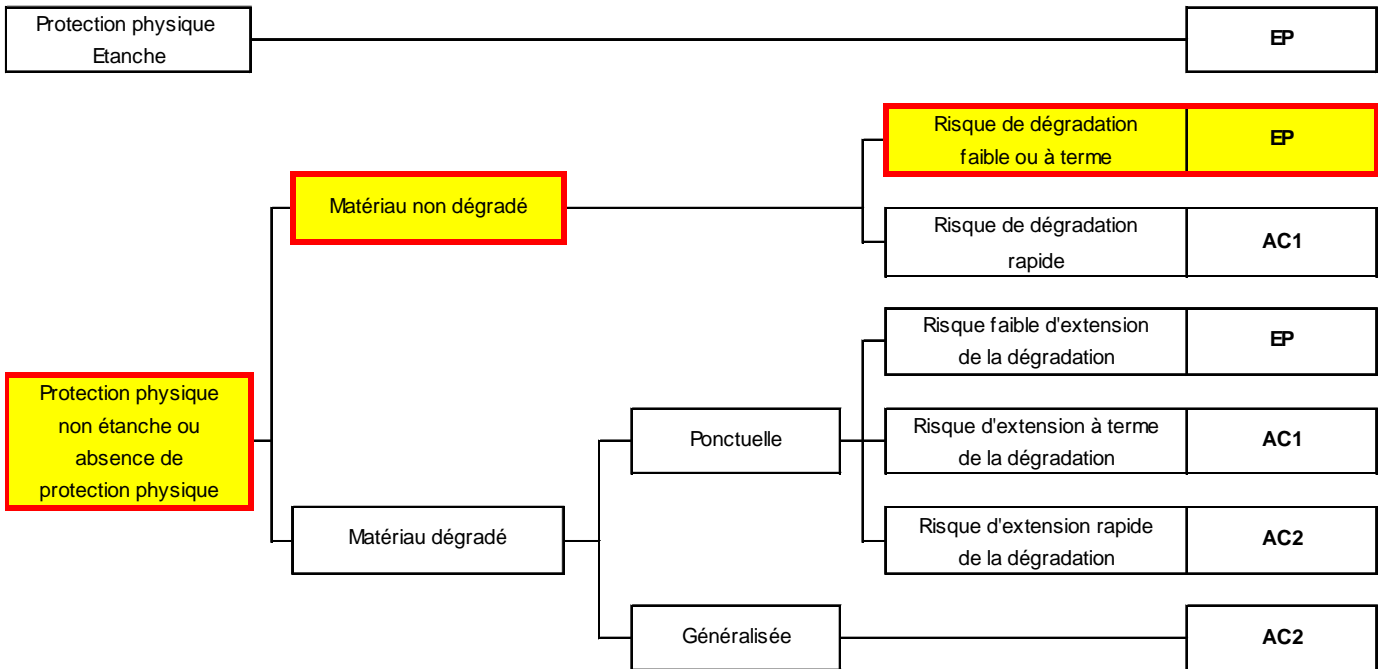 Protection physique
Etanche
EP
Risque de dégradation
faible ou à terme
EP
Matériau non dégradé
Risque de dégradation
rapide
AC1
Risque faible d'extension
de la dégradation
EP
Protection physique
non étanche ou
absence de
protection physique
Ponctuelle
Risque d'extension à terme
de la dégradation
AC1
Matériau dégradé
Risque d'extension rapide
de la dégradation
AC2
Généralisée
AC2